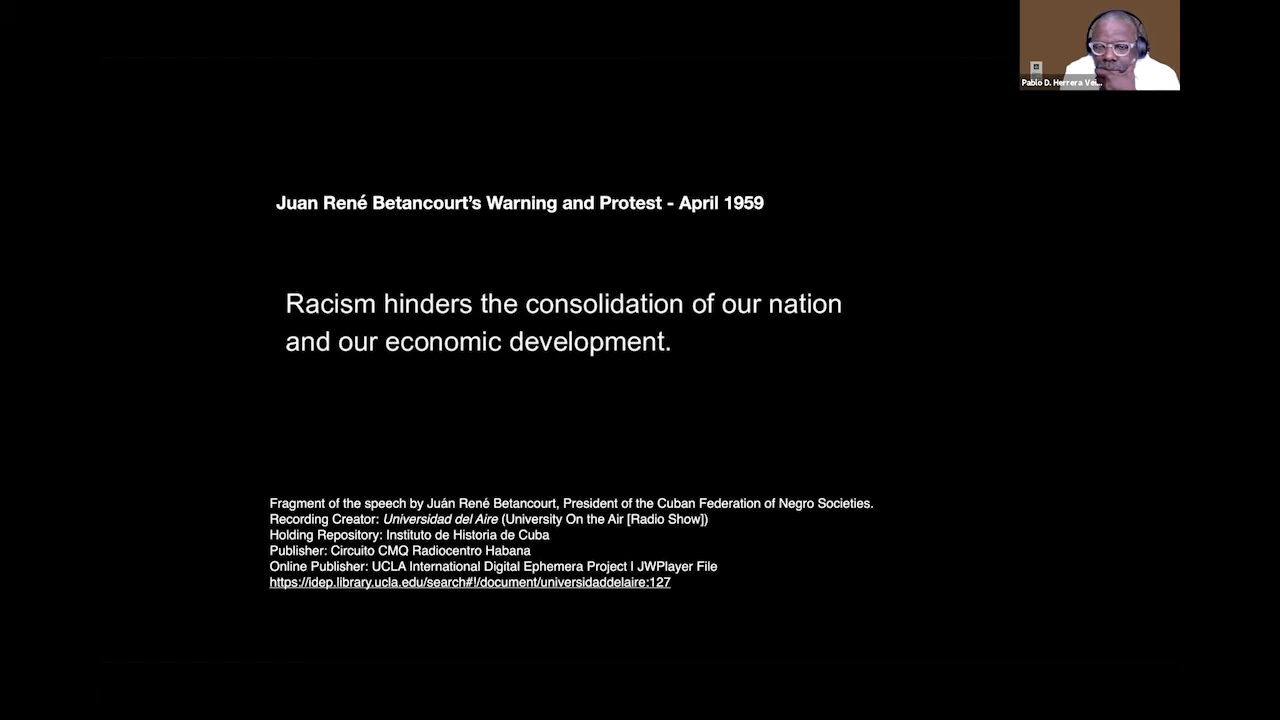 Pablo D. Herrera Vei...
Juan René Betancourt’s Warning and Protest - April 1959
Racism hinders the consolidation of our nation
and our economic development.
Fragment of the speech by Juán René Betancourt, President of the Cuban Federation of Negro Societies.
Recording Creator: Universidad del Aire (University On the Air [Radio Show])
Holding Repository: Instituto de Historia de Cuba
Publisher: Circuito CMQ Radiocentro Habana
Online Publisher: UCLA International Digital Ephemera Project I JWPlayer File
https://idep.library.ucla.edu/search#!/document/universidaddelaire:127